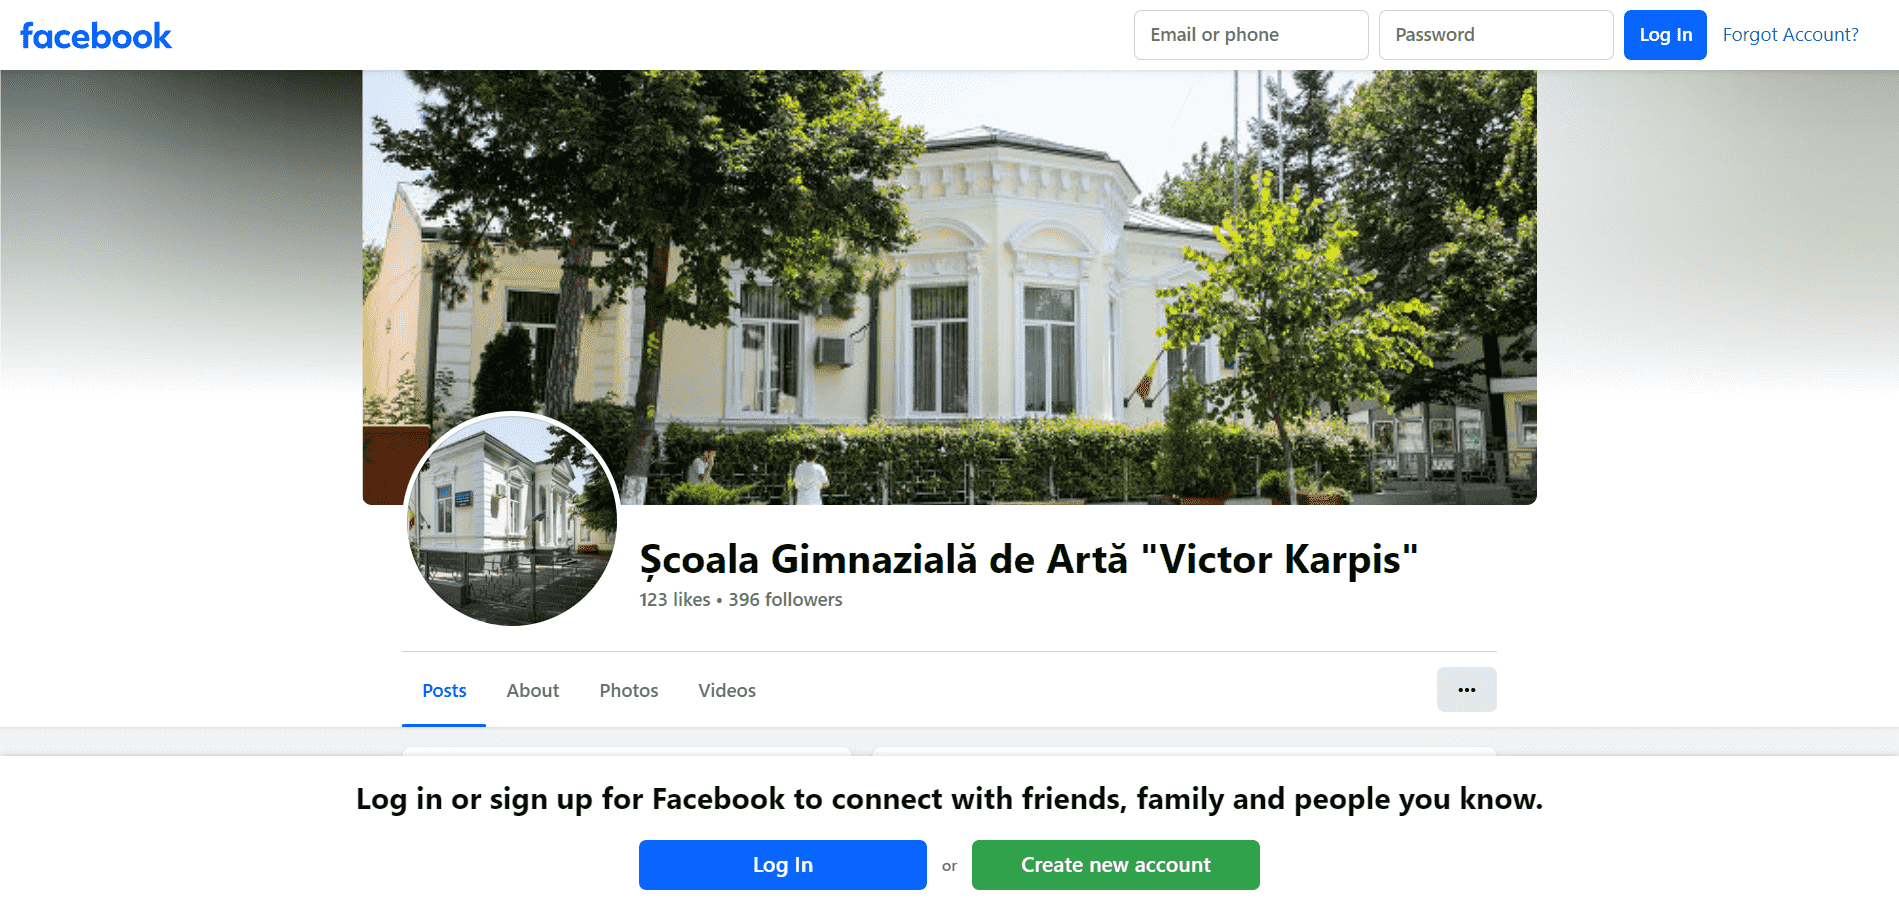 facebook
Email or phone
Password
Log In
Forgot Account?
Școala Gimnazială de Artă "Victor Karpis"
123 likes • 396 followers
Posts
About
Photos
Videos
Log in or sign up for Facebook to connect with friends, family and people you know.
Log In
or
Create new account